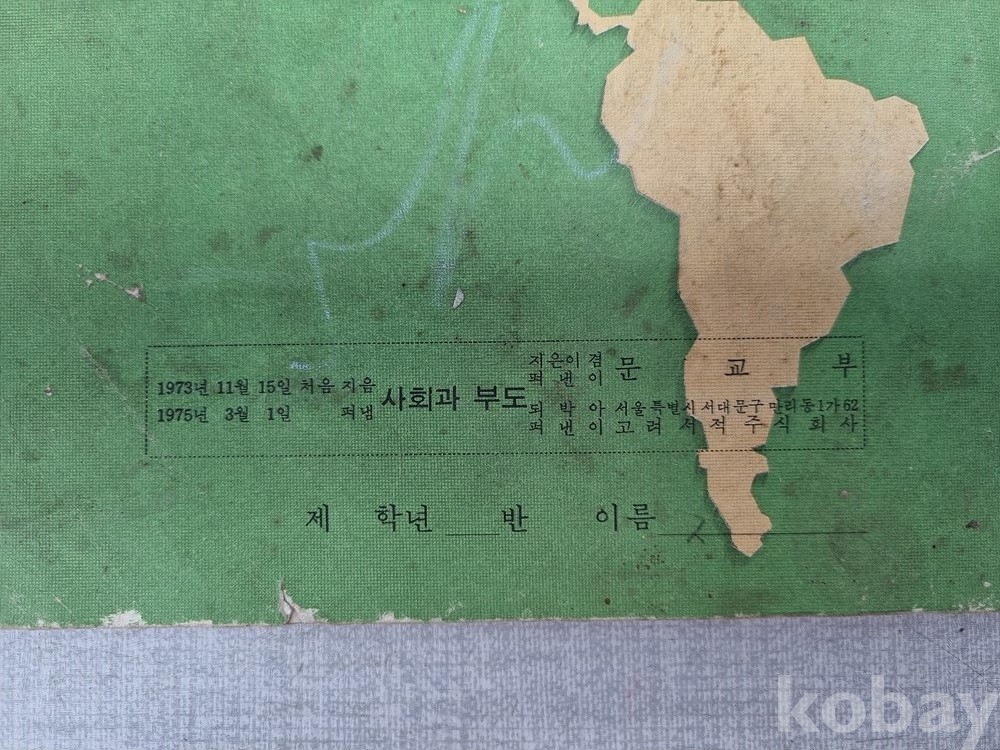 1973년 11월 15일 처음 지음
1975년 3월 1일 펴냄
사회과 부도
지은이 겸
펴 낸 이 문 교 부
되 박 아 서울 특별시 서대문구 만리동1가62
펴 낸 이 고 려 서 적 주 식 회 사
제 학년 반 이름
kobay